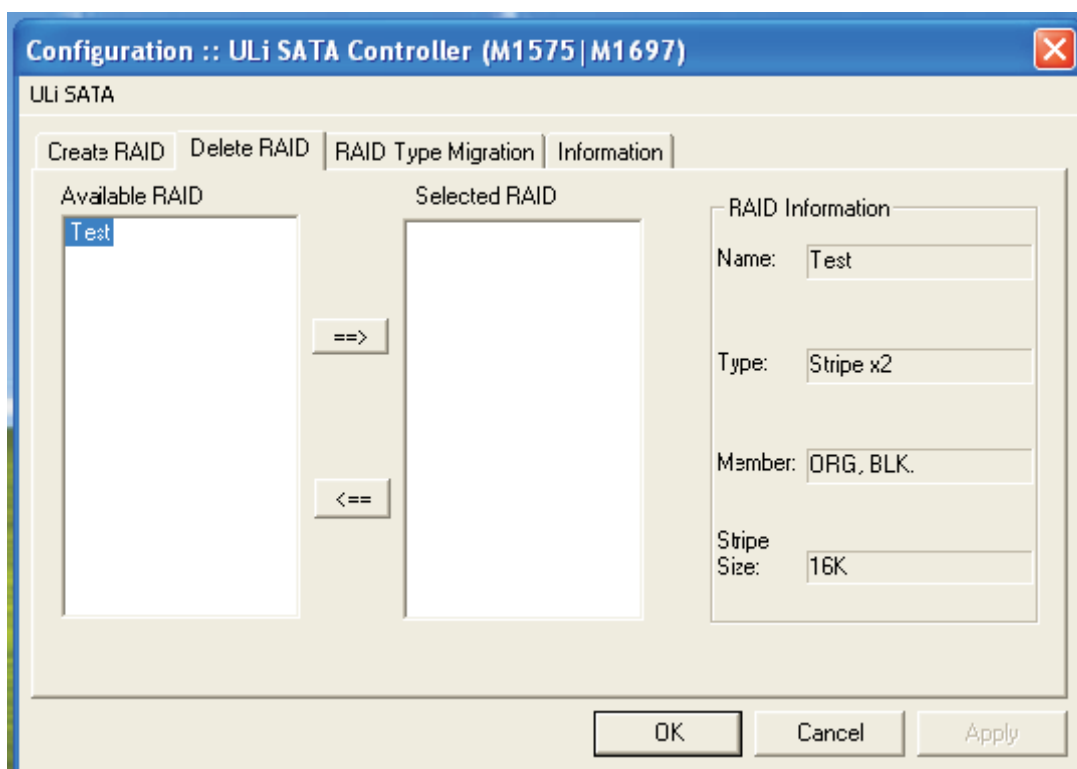 Configuration :: ULi SATA Controller (M1575|M1697)
ULi SATA
Create RAID
Delete RAID
RAID Type Migration
Information
Available RAID
Selected RAID
RAID Information
Test
Name:
Test
==>
Type:
Stripe x2
Member:
ORG, BLK.
<==
Stripe
Size:
16K
OK
Cancel
Apply